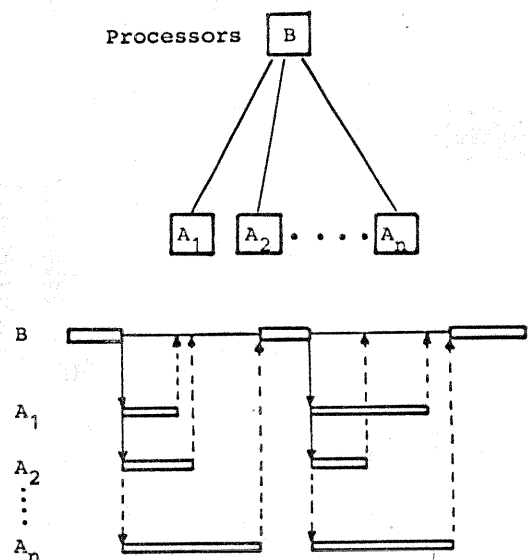 Processors B
A1 A2 .... An
B
A1
A2
An